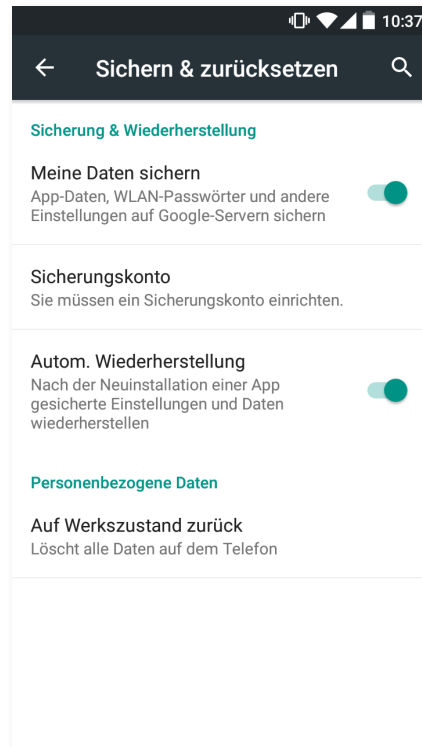 10:37
Sichern & zurücksetzen
Sicherung & Wiederherstellung
Meine Daten sichern
App-Daten, WLAN-Passwörter und andere
Einstellungen auf Google-Servern sichern
Sicherungskonto
Sie müssen ein Sicherungskonto einrichten.
Autom. Wiederherstellung
Nach der Neuinstallation einer App
gesicherte Einstellungen und Daten
wiederherstellen
Personenbezogene Daten
Auf Werkszustand zurück
Löscht alle Daten auf dem Telefon